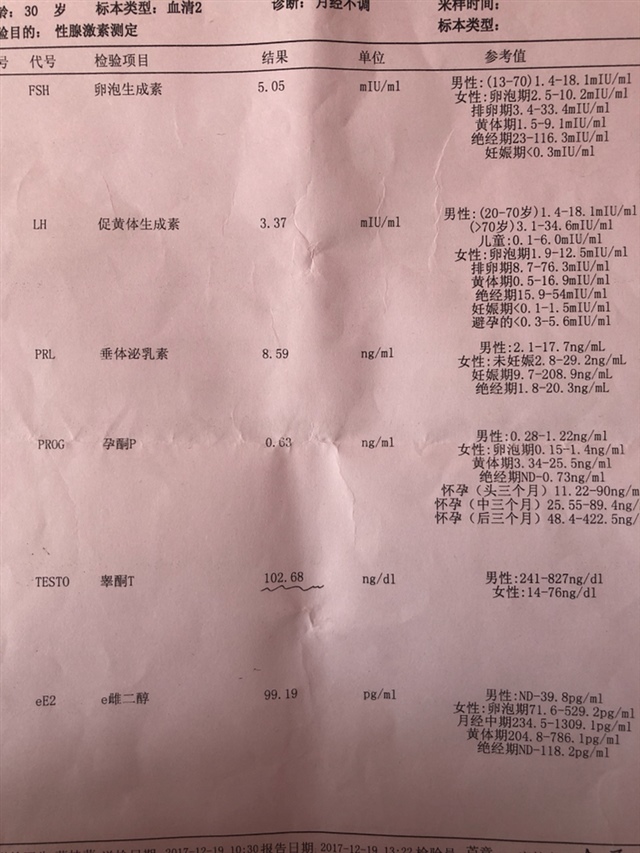 龄: 30 岁 标本类型: 血清2 诊断: 月经不调 采样时间:
验目的: 性腺激素测定 标本类型:
号 代号 检验项目 结果 单位 参考值
FSH 卵泡生成素 5.05 mIU/ml 男性:(13-70)1.4-18.1mIU/ml
女性:卵泡期2.5-10.2mIU/ml
排卵期3.4-33.4mIU/ml
黄体期1.5-9.1mIU/ml
绝经期23-116.3mIU/ml
妊娠期<0.3mIU/ml
LH 促黄体生成素 3.37 mIU/ml 男性:(20-70岁)1.4-18.1mIU/ml
(>70岁)3.1-34.6mIU/ml
儿童:0.1-6.0mIU/ml
女性:卵泡期1.9-12.5mIU/ml
排卵期8.7-76.3mIU/ml
黄体期0.5-16.9mIU/ml
绝经期15.9-54mIU/ml
妊娠期<0.1-1.5mIU/ml
避孕的<0.3-5.6mIU/ml
PRL 垂体泌乳素 8.59 ng/ml 男性:2.1-17.7ng/mL
女性:未妊娠2.8-29.2ng/mL
妊娠期9.7-208.9ng/mL
绝经期1.8-20.3ng/mL
PROG 孕酮P 0.63 ng/ml 男性:0.28-1.22ng/ml
女性:卵泡期0.15-1.4ng/ml
黄体期3.34-25.5ng/ml
绝经期ND-0.73ng/ml
怀孕(头三个月)11.22-90ng/m
怀孕(中三个月)25.55-89.4ng/
怀孕(后三个月)48.4-422.5ng/
TESTO 睾酮T 102.68 ng/dl 男性:241-827ng/dl
女性:14-76ng/dl
eE2 e雌二醇 99.19 pg/ml 男性:ND-39.8pg/ml
女性:卵泡期71.6-529.2pg/ml
月经中期234.5-1309.1pg/ml
黄体期204.8-786.1pg/ml
绝经期ND-118.2pg/ml
2017-12-19 10:30 报告日期 2017-12-19 13:22 检验员